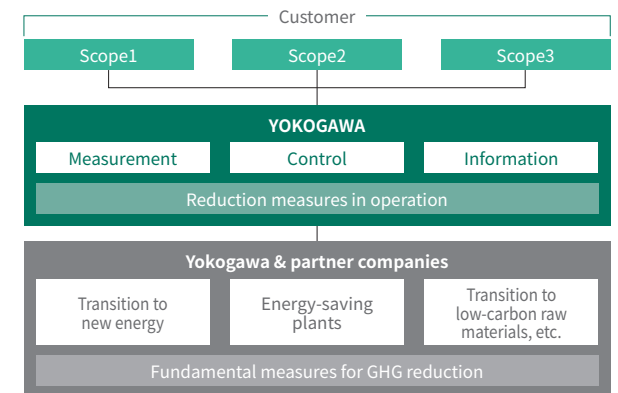 Customer
Scope1
Scope2
Scope3
YOKOGAWA
Measurement
Control
Information
Reduction measures in operation
Yokogawa & partner companies
Transition to
new energy
Energy-saving
plants
Transition to
low-carbon raw
materials, etc.
Fundamental measures for GHG reduction